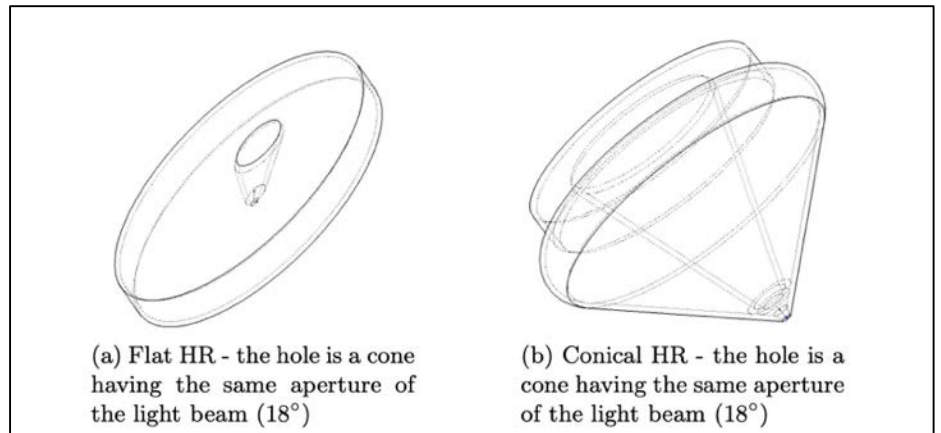 (a) Flat HR - the hole is a cone
having the same aperture of
the light beam (18°)
(b) Conical HR - the hole is a
cone having the same aperture
of the light beam (18°)